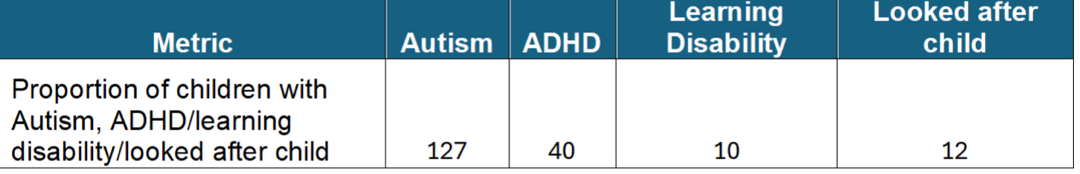 Metric Autism ADHD Learning Disability Looked after child
Proportion of children with
Autism, ADHD/learning
disability/looked after child 127 40 10 12